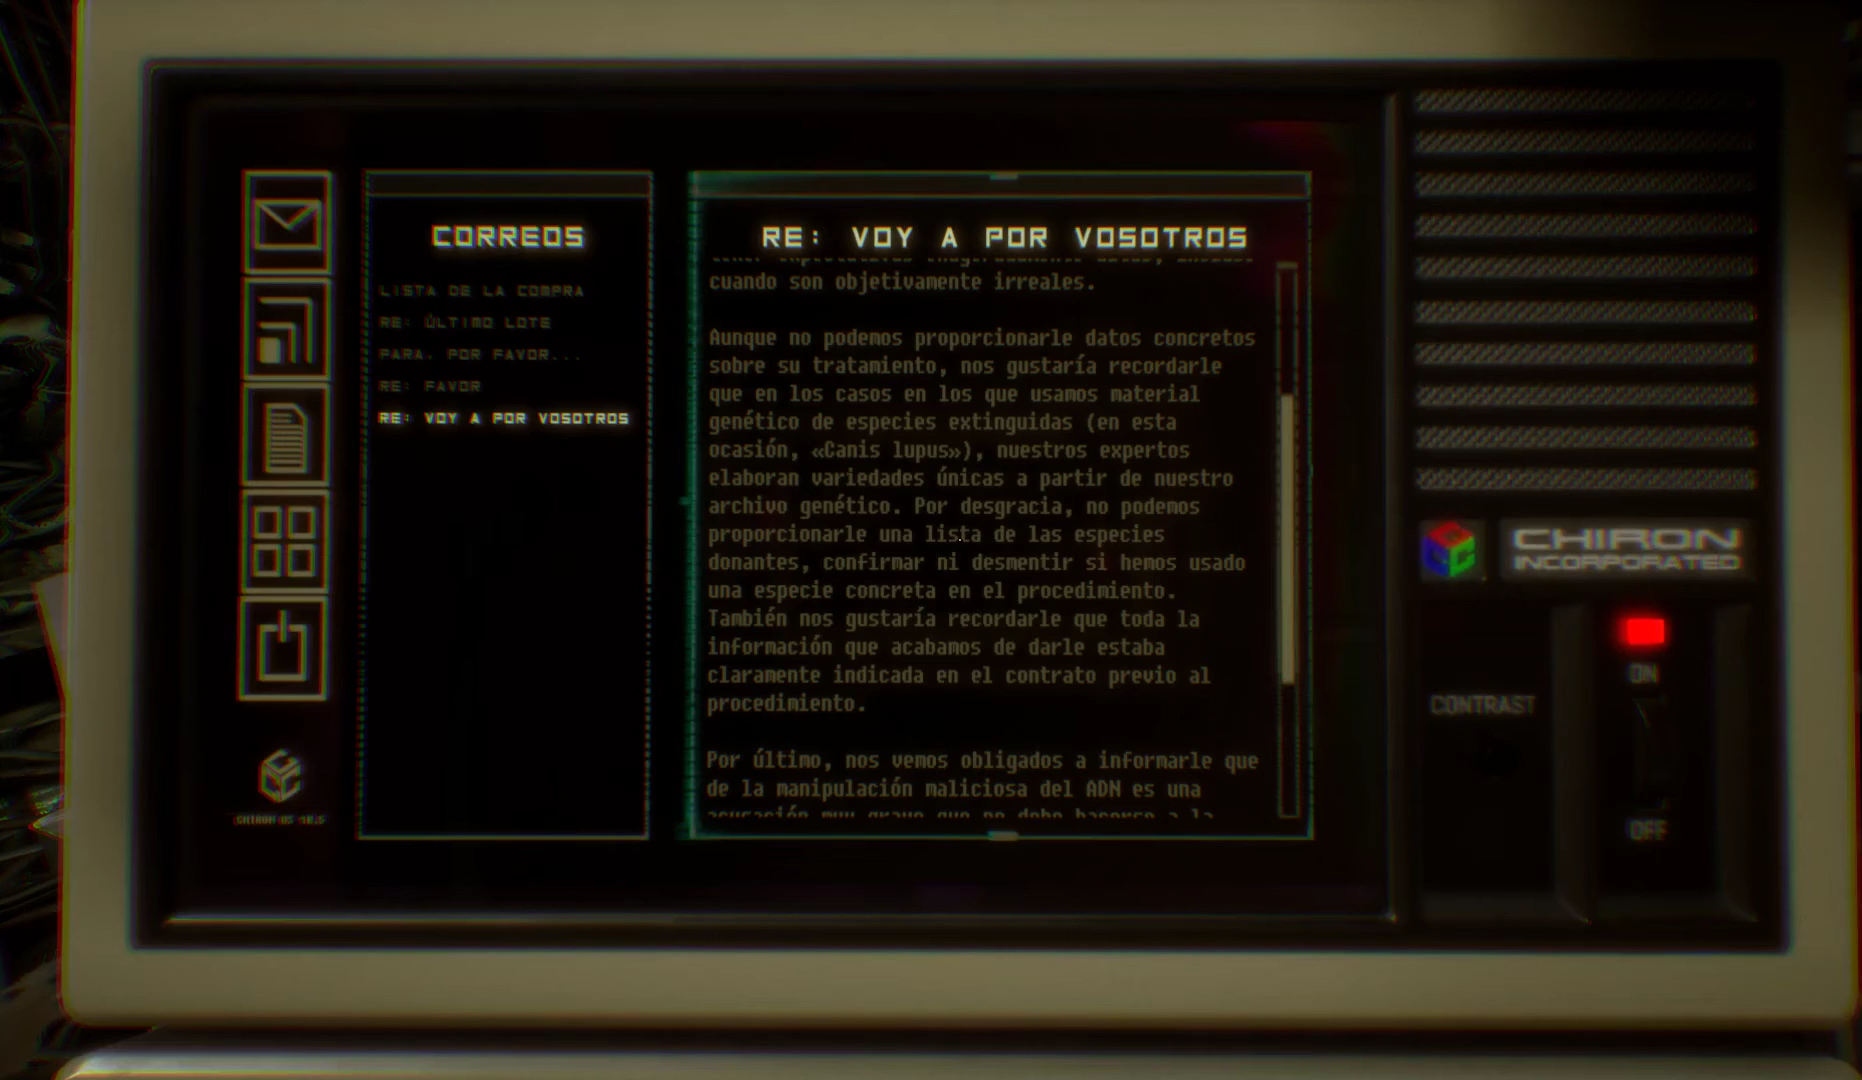 CORREOS
LISTA DE LA COMPRA
RE: ÚLTIMO LOTE
PARA, POR FAVOR...
RE: FAVOR
RE: VOY A POR VOSOTROS
RE: VOY A POR VOSOTROS
cuando son objetivamente irreales.
Aunque no podemos proporcionarle datos concretos
sobre su tratamiento, nos gustaría recordarle
que en los casos en los que usamos material
genético de especies extinguidas (en esta
ocasión, «Canis lupus»), nuestros expertos
elaboran variedades únicas a partir de nuestro
archivo genético. Por desgracia, no podemos
proporcionarle una lista de las especies
donantes, confirmar ni desmentir si hemos usado
una especie concreta en el procedimiento.
También nos gustaría recordarle que toda la
información que acabamos de darle estaba
claramente indicada en el contrato previo al
procedimiento.
Por último, nos vemos obligados a informarle que
de la manipulación maliciosa del ADN es una
CHIRON
INCORPORATED
ON
CONTRAST
OFF